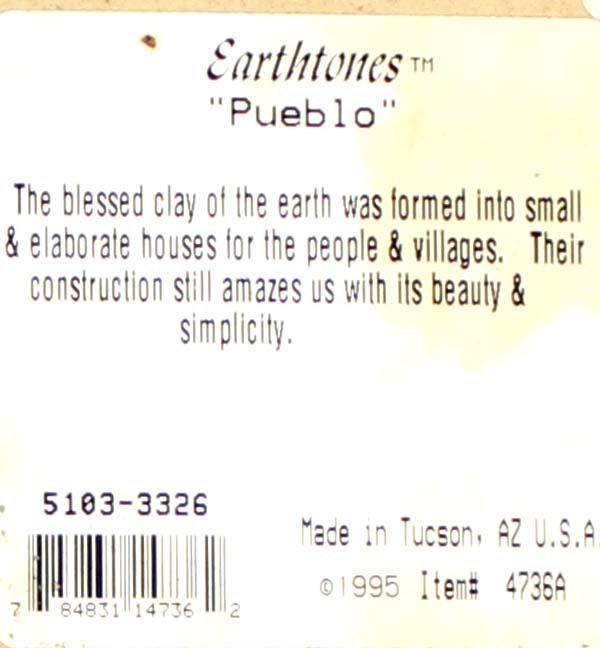 Earthtones™
"Pueblo"
The blessed clay of the earth was formed into small
& elaborate houses for the people & villages. Their
construction still amazes us with its beauty &
simplicity.
5103-3326
7 84831 14736 2
Made in Tucson, AZ U.S.A.
©1995 Item# 4736A